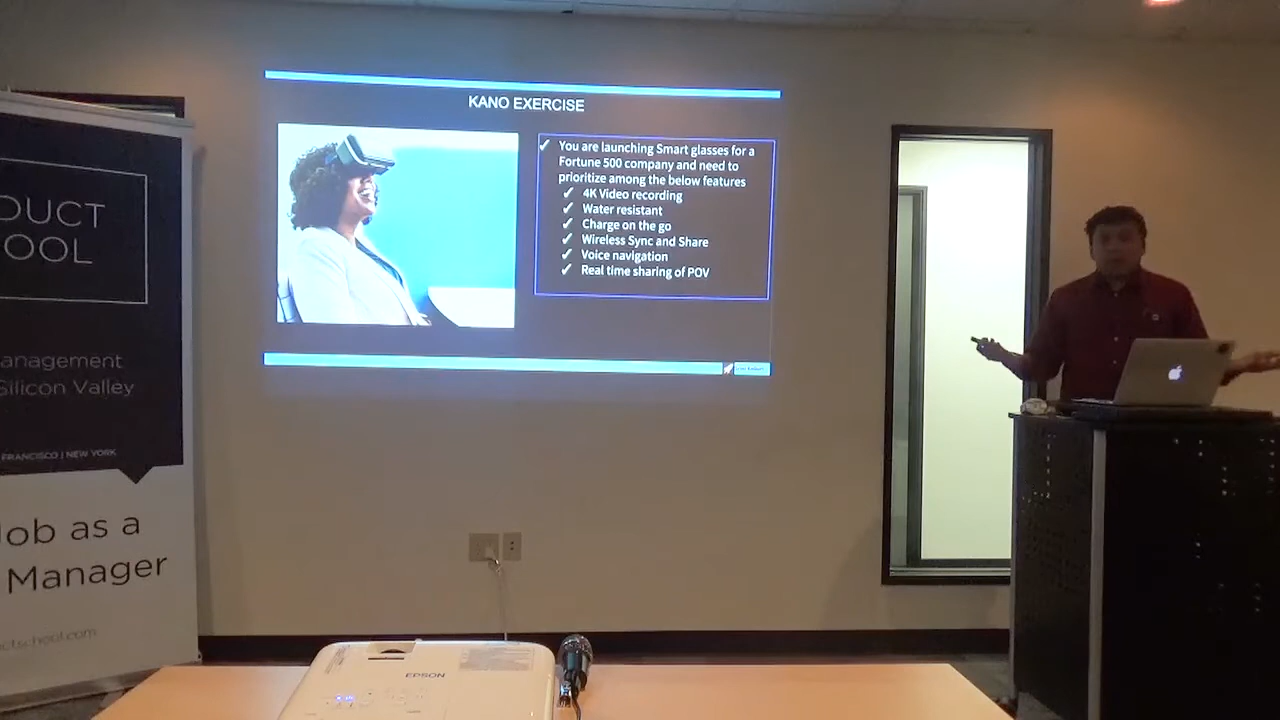 KANO EXERCISE
✓ You are launching Smart glasses for a
Fortune 500 company and need to
prioritize among the below features
✓ 4K Video recording
✓ Water resistant
✓ Charge on the go
✓ Wireless Sync and Share
✓ Voice navigation
✓ Real time sharing of POV
DUCT
OOL
anagement
Silicon Valley
FRANCISCO | NEW YORK
Job as a
Manager
ctschool.com
EPSON